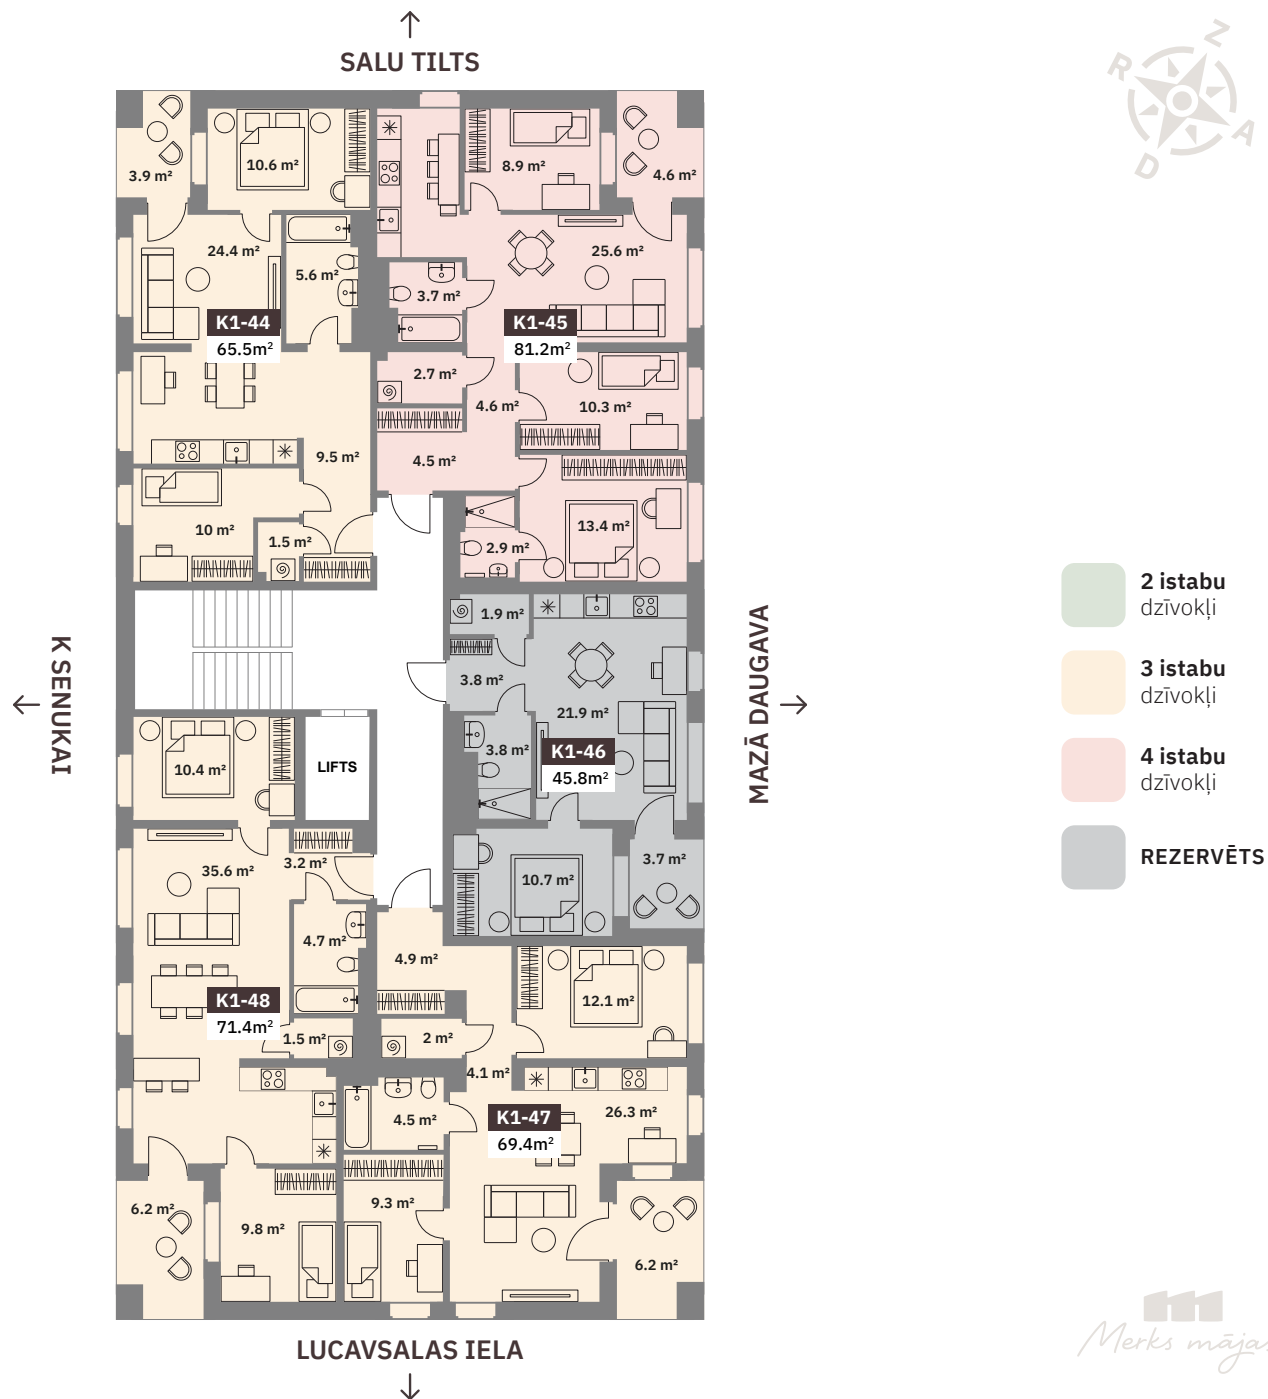 SALU TILTS
Z
R
A
D
3.9 m²
10.6 m²
8.9 m²
4.6 m²
24.4 m²
5.6 m²
25.6 m²
3.7 m²
K1-44
65.5m²
K1-45
81.2m²
2.7 m²
4.6 m²
10.3 m²
9.5 m²
4.5 m²
10 m²
1.5 m²
13.4 m²
2.9 m²
K SENUKAI
MAZĀ DAUGAVA
1.9 m²
3.8 m²
21.9 m²
3.8 m²
K1-46
45.8m²
10.4 m²
LIFTS
35.6 m²
3.2 m²
10.7 m²
3.7 m²
4.7 m²
4.9 m²
12.1 m²
K1-48
71.4m²
1.5 m²
2 m²
4.1 m²
4.5 m²
K1-47
69.4m²
26.3 m²
6.2 m²
9.8 m²
9.3 m²
6.2 m²
LUCAVSALAS IELA
2 istabu
dzīvokļi
3 istabu
dzīvokļi
4 istabu
dzīvokļi
REZERVĒTS
Merks māja